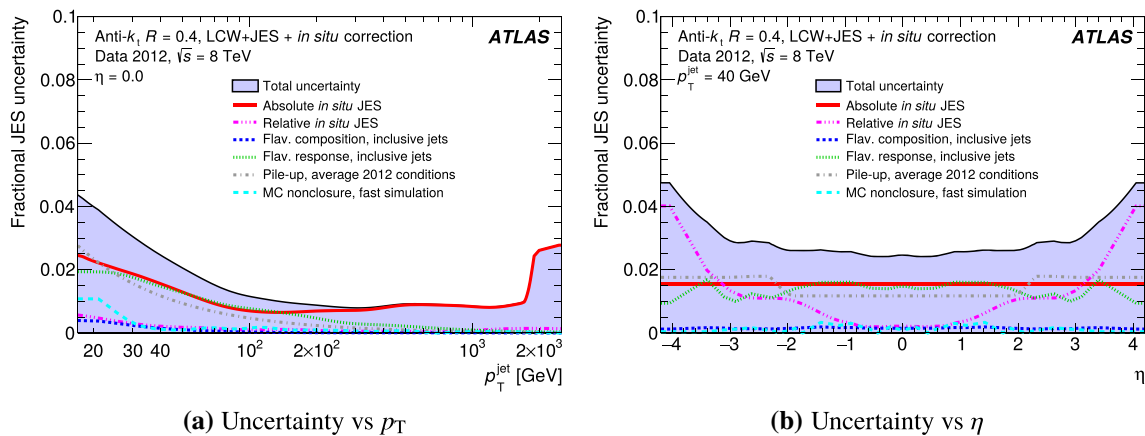 Fractional JES uncertainty
0.1
0.08
0.06
0.04
0.02
0
Anti-kt R = 0.4, LCW+JES + in situ correction
ATLAS
Data 2012, √s = 8 TeV
η = 0.0
Total uncertainty
Absolute in situ JES
Relative in situ JES
Flav. composition, inclusive jets
Flav. response, inclusive jets
Pile-up, average 2012 conditions
MC nonclosure, fast simulation
20 30 40 10² 2×10² 10³ 2×10³
pT^jet [GeV]
(a) Uncertainty vs pT
Fractional JES uncertainty
0.1
0.08
0.06
0.04
0.02
0
Anti-kt R = 0.4, LCW+JES + in situ correction
ATLAS
Data 2012, √s = 8 TeV
pT^jet = 40 GeV
Total uncertainty
Absolute in situ JES
Relative in situ JES
Flav. composition, inclusive jets
Flav. response, inclusive jets
Pile-up, average 2012 conditions
MC nonclosure, fast simulation
−4 −3 −2 −1 0 1 2 3 4
η
(b) Uncertainty vs η